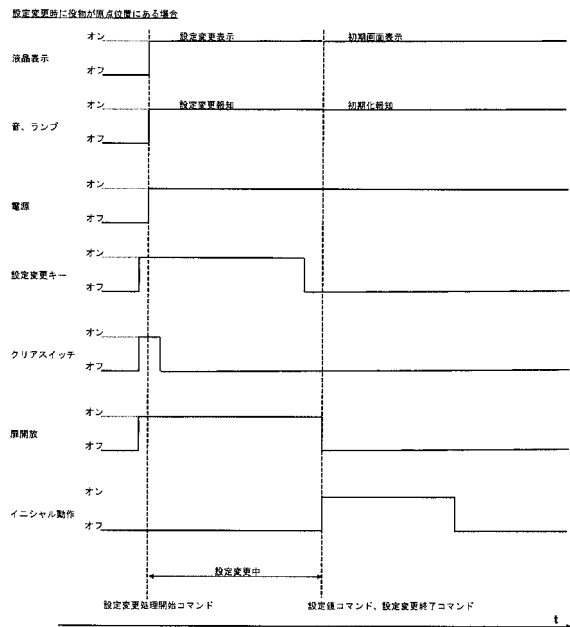 設定変更時に役物が原点位置にある場合
オン
設定変更表示
初期画面表示
液晶表示
オフ
オン
設定変更報知
初期化報知
音、ランプ
オフ
オン
電源
オフ
オン
設定変更キー
オフ
オン
クリアスイッチ
オフ
オン
扉開放
オフ
オン
イニシャル動作
オフ
設定変更中
設定変更処理開始コマンド
設定値コマンド、設定変更終了コマンド
t